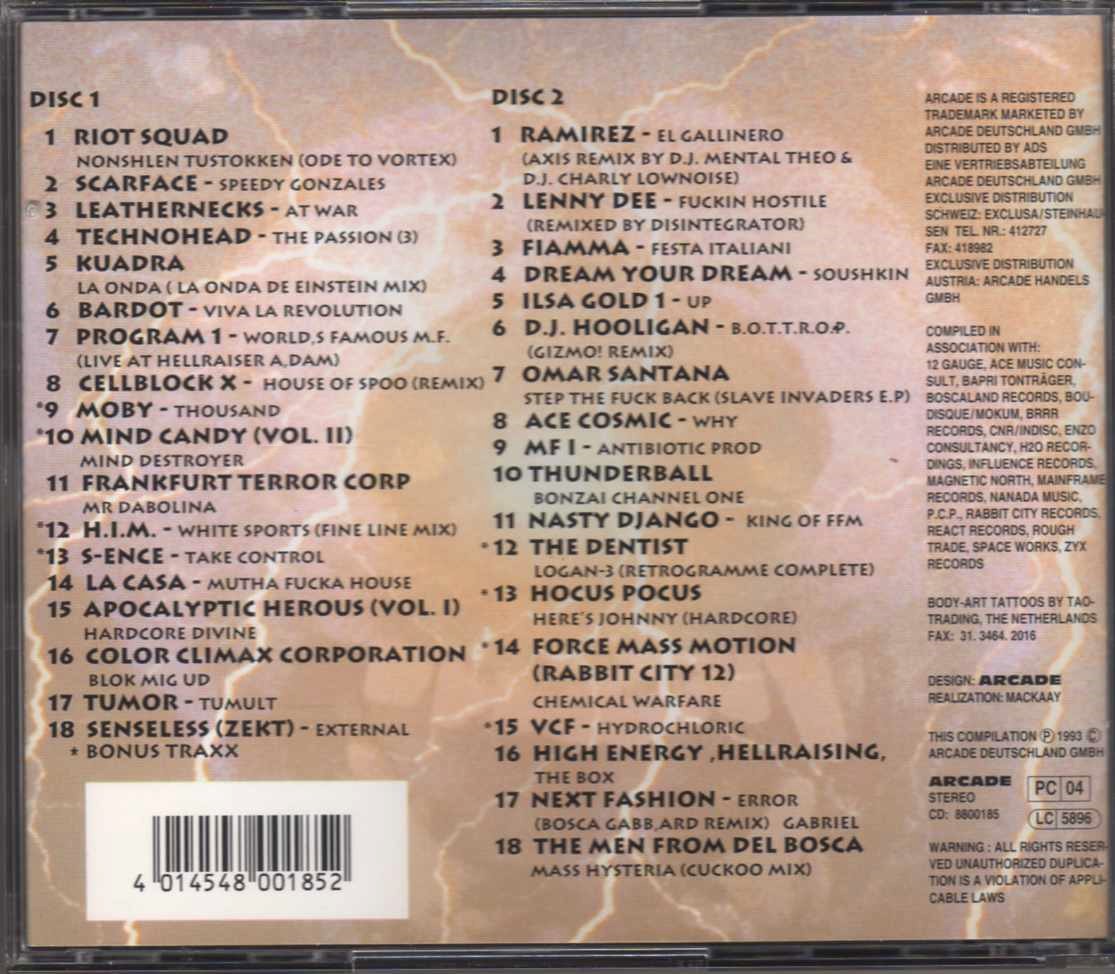 DISC 1
1 RIOT SQUAD
NONSHLEN TUSTOKKEN (ODE TO VORTEX)
2 SCARFACE - SPEEDY GONZALES
3 LEATHERNECKS - AT WAR
4 TECHNOHEAD - THE PASSION (3)
5 KUADRA
LA ONDA ( LA ONDA DE EINSTEIN MIX)
6 BARDOT - VIVA LA REVOLUTION
7 PROGRAM 1 - WORLD,S FAMOUS M.F.
(LIVE AT HELLRAISER A,DAM)
8 CELLBLOCK X - HOUSE OF SPOO (REMIX)
*9 MOBY - THOUSAND
*10 MIND CANDY (VOL. II)
MIND DESTROYER
11 FRANKFURT TERROR CORP
MR DABOLINA
*12 H.I.M. - WHITE SPORTS (FINE LINE MIX)
*13 S-ENCE - TAKE CONTROL
14 LA CASA - MUTHA FUCKA HOUSE
15 APOCALYPTIC HEROUS (VOL. I)
HARDCORE DIVINE
16 COLOR CLIMAX CORPORATION
BLOK MIG UD
17 TUMOR - TUMULT
18 SENSELESS (ZEKT) - EXTERNAL
* BONUS TRAXX
4 014548 001852
DISC 2
1 RAMIREZ - EL GALLINERO
(AXIS REMIX BY D.J. MENTAL THEO &
D.J. CHARLY LOWNOISE)
2 LENNY DEE - FUCKIN HOSTILE
(REMIXED BY DISINTEGRATOR)
3 FIAMMA - FESTA ITALIANI
4 DREAM YOUR DREAM - SOUSHKIN
5 ILSA GOLD 1 - UP
6 D.J. HOOLIGAN - B.O.T.T.R.O.P.
(GIZMO! REMIX)
7 OMAR SANTANA
STEP THE FUCK BACK (SLAVE INVADERS E.P)
8 ACE COSMIC - WHY
9 MF I - ANTIBIOTIC PROD
10 THUNDERBALL
BONZAI CHANNEL ONE
11 NASTY DJANGO - KING OF FFM
*12 THE DENTIST
LOGAN-3 (RETROGRAMME COMPLETE)
*13 HOCUS POCUS
HERE'S JOHNNY (HARDCORE)
*14 FORCE MASS MOTION
(RABBIT CITY 12)
CHEMICAL WARFARE
*15 VCF - HYDROCHLORIC
16 HIGH ENERGY ,HELLRAISING,
THE BOX
17 NEXT FASHION - ERROR
(BOSCA GABB,ARD REMIX) GABRIEL
18 THE MEN FROM DEL BOSCA
MASS HYSTERIA (CUCKOO MIX)
ARCADE IS A REGISTERED
TRADEMARK MARKETED BY
ARCADE DEUTSCHLAND GMBH
DISTRIBUTED BY ADS
EINE VERTRIEBSABTEILUNG
ARCADE DEUTSCHLAND GMBH
EXCLUSIVE DISTRIBUTION
SCHWEIZ: EXCLUSA/STEINHAU-
SEN TEL. NR.: 412727
FAX: 418982
EXCLUSIVE DISTRIBUTION
AUSTRIA: ARCADE HANDELS
GMBH
COMPILED IN
ASSOCIATION WITH:
12 GAUGE, ACE MUSIC CON-
SULT, BAPRI TONTRÄGER,
BOSCALAND RECORDS, BOU-
DISQUE/MOKUM, BRRR
RECORDS, CNR/INDISC, ENZO
CONSULTANCY, H2O RECOR-
DINGS, INFLUENCE RECORDS,
MAGNETIC NORTH, MAINFRAME
RECORDS, NANADA MUSIC,
P.C.P., RABBIT CITY RECORDS,
REACT RECORDS, ROUGH
TRADE, SPACE WORKS, ZYX
RECORDS
BODY-ART TATTOOS BY TAO-
TRADING, THE NETHERLANDS
FAX: 31. 3464. 2016
DESIGN: ARCADE
REALIZATION: MACKAAY
THIS COMPILATION Ⓟ 1993 ©
ARCADE DEUTSCHLAND GMBH
ARCADE
STEREO
CD: 8800185
PC 04
LC 5896
WARNING : ALL RIGHTS RESER-
VED UNAUTHORIZED DUPLICA-
TION IS A VIOLATION OF APPLI-
CABLE LAWS